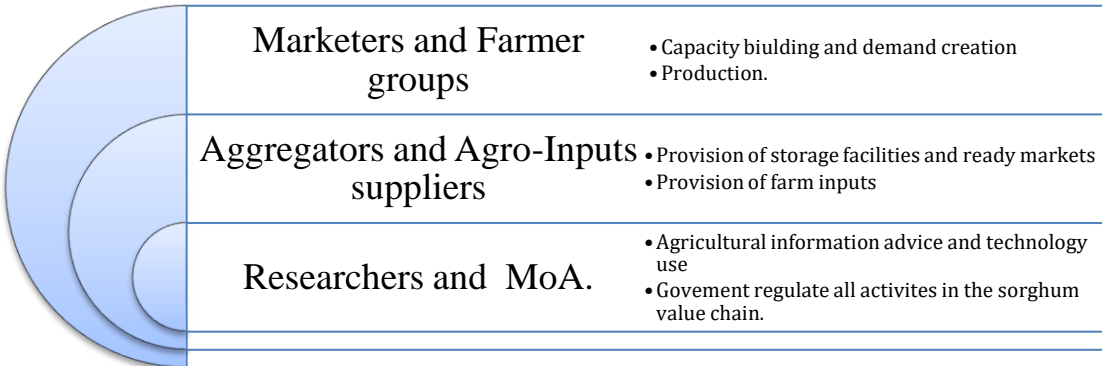 Marketers and Farmer
groups
• Capacity biulding and demand creation
• Production.
Aggregators and Agro-Inputs
suppliers
• Provision of storage facilities and ready markets
• Provision of farm inputs
Researchers and MoA.
• Agricultural information advice and technology
use
• Govement regulate all activites in the sorghum
value chain.